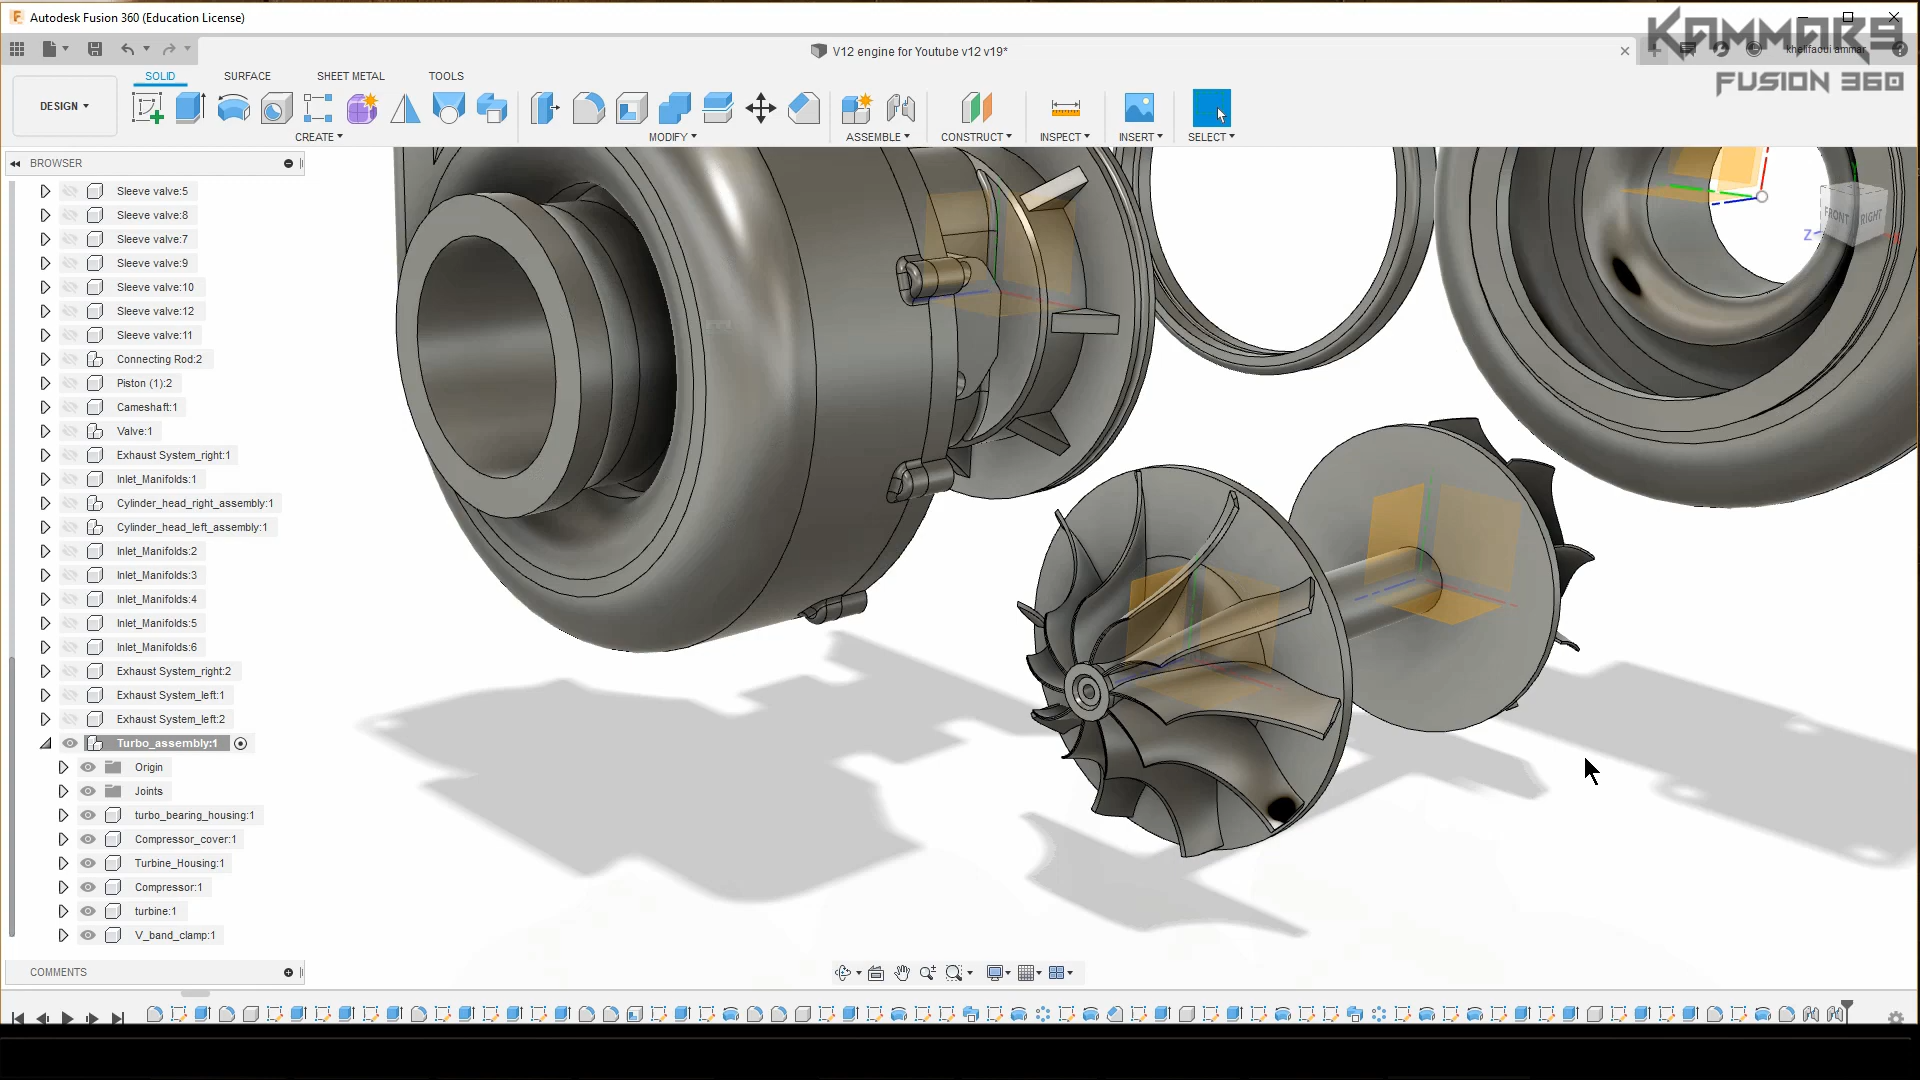 Autodesk Fusion 360 (Education License)
KAMMARS
FUSION 360
V12 engine for Youtube v12 v19*
khelifaoui ammar
DESIGN
SOLID
SURFACE
SHEET METAL
TOOLS
CREATE
MODIFY
ASSEMBLE
CONSTRUCT
INSPECT
INSERT
SELECT
BROWSER
Sleeve valve:5
Sleeve valve:8
Sleeve valve:7
Sleeve valve:9
Sleeve valve:10
Sleeve valve:12
Sleeve valve:11
Connecting Rod:2
Piston (1):2
Cameshaft:1
Valve:1
Exhaust System_right:1
Inlet_Manifolds:1
Cylinder_head_right_assembly:1
Cylinder_head_left_assembly:1
Inlet_Manifolds:2
Inlet_Manifolds:3
Inlet_Manifolds:4
Inlet_Manifolds:5
Inlet_Manifolds:6
Exhaust System_right:2
Exhaust System_left:1
Exhaust System_left:2
Turbo_assembly:1
Origin
Joints
turbo_bearing_housing:1
Compressor_cover:1
Turbine_Housing:1
Compressor:1
turbine:1
V_band_clamp:1
COMMENTS
FRONT
RIGHT
Z